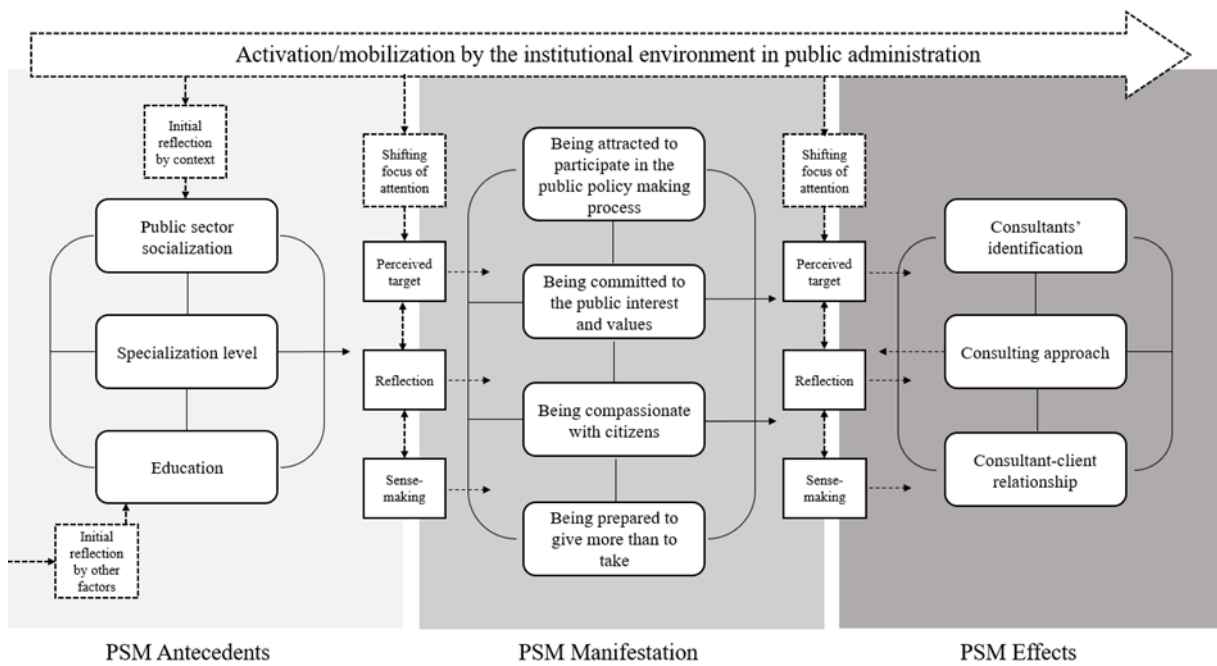 Activation/mobilization by the institutional environment in public administration
Initial
reflection
by context
Public sector
socialization
Specialization level
Education
Initial
reflection
by other
factors
Shifting
focus of
attention
Perceived
target
Reflection
Sense-
making
Being attracted to
participate in the
public policy making
process
Being committed to
the public interest
and values
Being compassionate
with citizens
Being prepared to
give more than to
take
Shifting
focus of
attention
Perceived
target
Reflection
Sense-
making
Consultants’
identification
Consulting approach
Consultant-client
relationship
PSM Antecedents
PSM Manifestation
PSM Effects